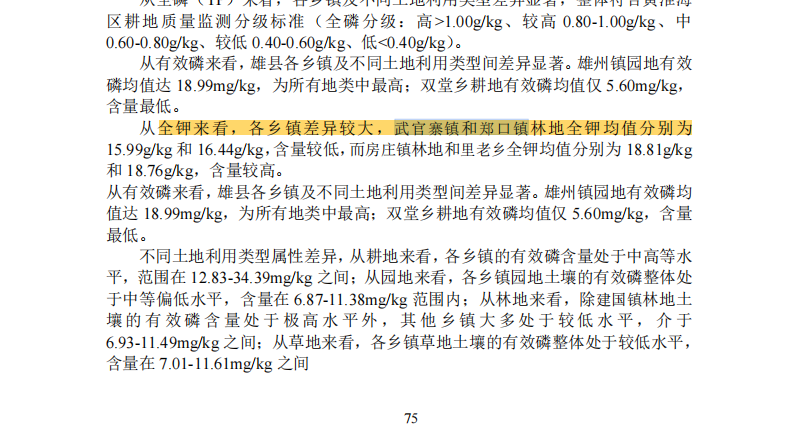 从全磷（TP）来看，各乡镇及不同土地利用类型差异显著，整体符合黄淮海
区耕地质量监测分级标准（全磷分级：高>1.00g/kg、较高 0.80-1.00g/kg、中
0.60-0.80g/kg、较低 0.40-0.60g/kg、低<0.40g/kg）。
从有效磷来看，雄县各乡镇及不同土地利用类型间差异显著。雄州镇园地有效
磷均值达 18.99mg/kg，为所有地类中最高；双堂乡耕地有效磷均值仅 5.60mg/kg，
含量最低。
从全钾来看，各乡镇差异较大，武官寨镇和郑口镇林地全钾均值分别为
15.99g/kg 和 16.44g/kg，含量较低，而房庄镇林地和里老乡全钾均值分别为 18.81g/kg
和 18.76g/kg，含量较高。
从有效磷来看，雄县各乡镇及不同土地利用类型间差异显著。雄州镇园地有效磷均
值达 18.99mg/kg，为所有地类中最高；双堂乡耕地有效磷均值仅 5.60mg/kg，含量
最低。
不同土地利用类型属性差异，从耕地来看，各乡镇的有效磷含量处于中高等水
平，范围在 12.83-34.39mg/kg 之间；从园地来看，各乡镇园地土壤的有效磷整体处
于中等偏低水平，含量在 6.87-11.38mg/kg 范围内；从林地来看，除建国镇林地土
壤的有效磷含量处于极高水平外，其他乡镇大多处于较低水平，介于
6.93-11.49mg/kg 之间；从草地来看，各乡镇草地土壤的有效磷整体处于较低水平，
含量在 7.01-11.61mg/kg 之间
75